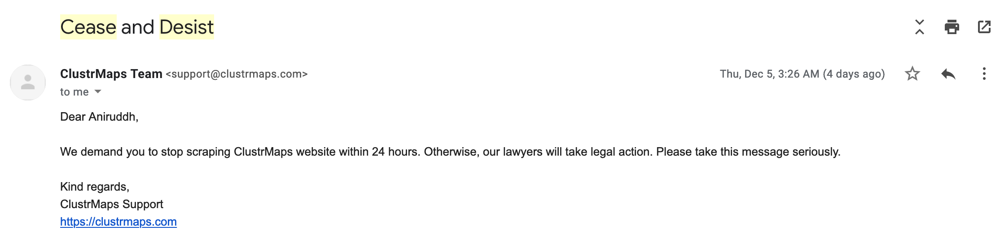 Cease and Desist
ClustrMaps Team <support@clustrmaps.com>
Thu, Dec 5, 3:26 AM (4 days ago)
to me
Dear Aniruddh,
We demand you to stop scraping ClustrMaps website within 24 hours. Otherwise, our lawyers will take legal action. Please take this message seriously.
Kind regards,
ClustrMaps Support
https://clustrmaps.com